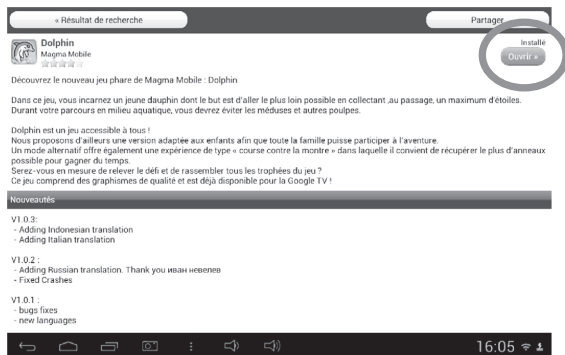 « Résultat de recherche
Partager
Dolphin
Magma Mobile
Installé
Ouvrir »
Découvrez le nouveau jeu phare de Magma Mobile : Dolphin
Dans ce jeu, vous incarnez un jeune dauphin dont le but est d'aller le plus loin possible en collectant ,au passage, un maximum d'étoiles.
Durant votre parcours en milieu aquatique, vous devrez éviter les méduses et autres poulpes.
Dolphin est un jeu accessible à tous !
Nous proposons d'ailleurs une version adaptée aux enfants afin que toute la famille puisse participer à l'aventure.
Un mode alternatif offre également une expérience de type « course contre la montre » dans laquelle il convient de récupérer le plus d'anneaux
possible pour gagner du temps.
Serez-vous en mesure de relever le défi et de rassembler tous les trophées du jeu ?
Ce jeu comprend des graphismes de qualité et est déjà disponible pour la Google TV !
Nouveautés
V1.0.3:
- Adding Indonesian translation
- Adding Italian translation
V1.0.2 :
- Adding Russian translation. Thank you иван невелев
- Fixed Crashes
V1.0.1 :
- bugs fixes
- new languages
16:05